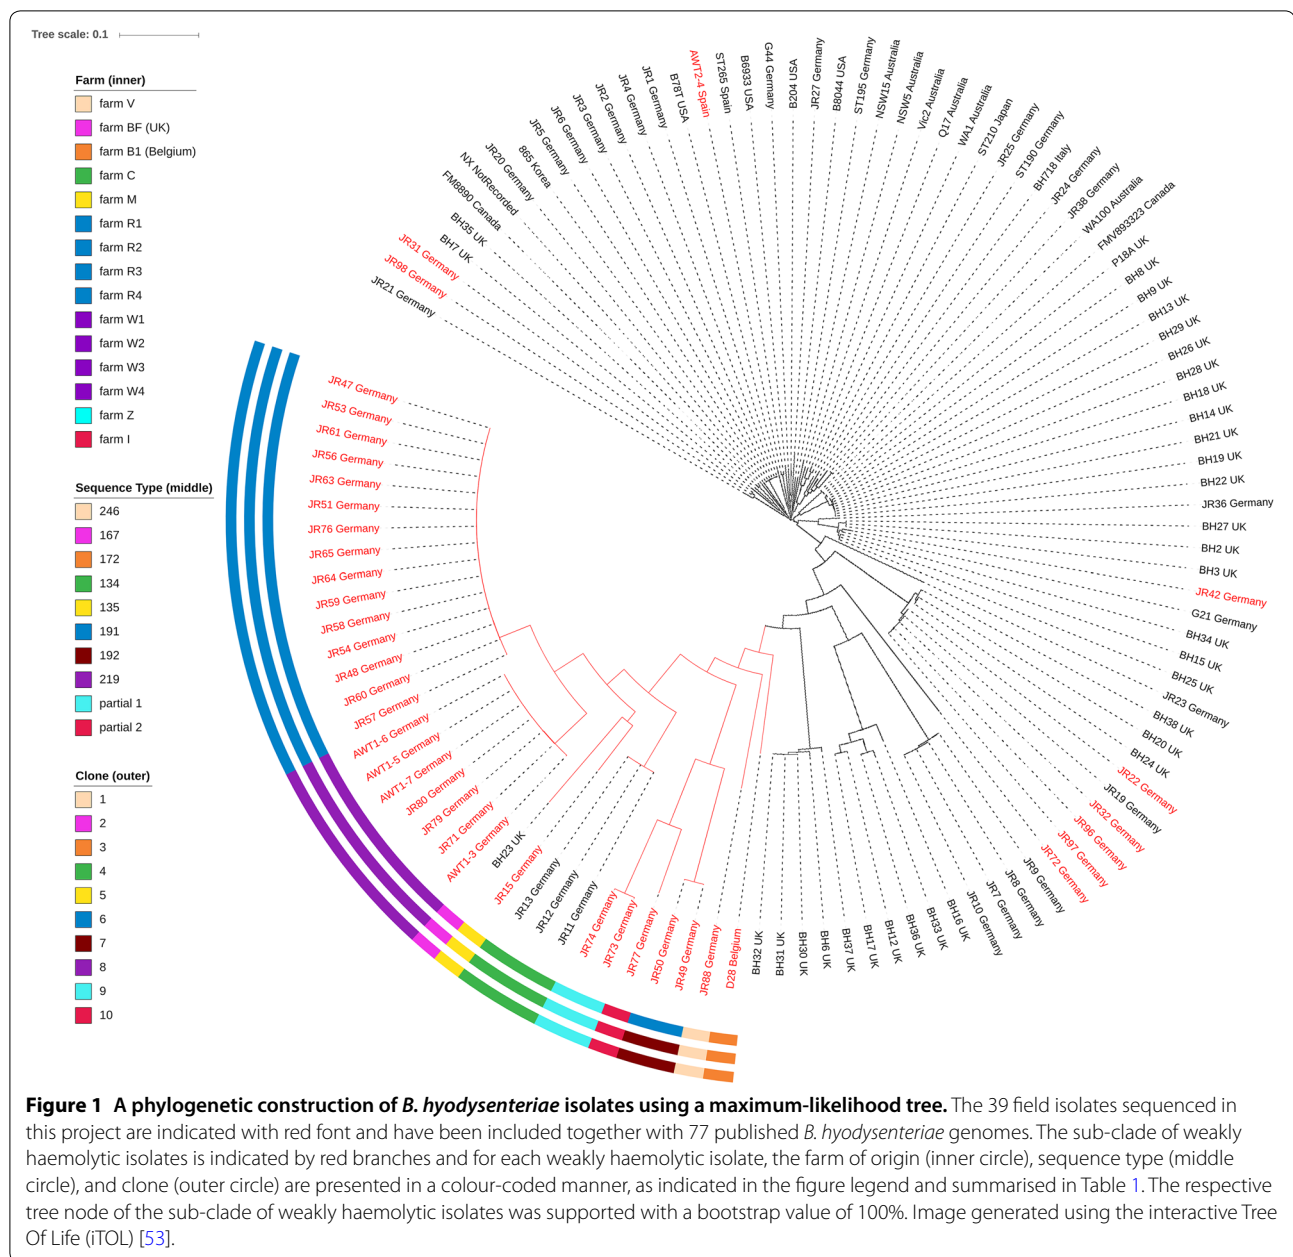 Tree scale: 0.1
Farm (inner)
farm V
farm BF (UK)
farm B1 (Belgium)
farm C
farm M
farm R1
farm R2
farm R3
farm R4
farm W1
farm W2
farm W3
farm W4
farm Z
farm I
Sequence Type (middle)
246
167
172
134
135
191
192
219
partial 1
partial 2
Clone (outer)
1
2
3
4
5
6
7
8
9
10
JR21 Germany
JR98 Germany
JR31 Germany
BH7 UK
BH35 UK
FM8890 Canada
NX NotRecorded
JR20 Germany
865 Korea
JR5 Germany
JR6 Germany
JR3 Germany
JR2 Germany
JR4 Germany
JR1 Germany
B78T USA
AWT2-4 Spain
ST265 Spain
B6933 USA
G44 Germany
B204 USA
JR27 Germany
B8044 USA
ST195 Germany
NSW15 Australia
NSW5 Australia
Vic2 Australia
Q17 Australia
WA1 Australia
ST210 Japan
JR25 Germany
ST190 Germany
BH718 Italy
JR24 Germany
JR38 Germany
WA100 Australia
FMV893323 Canada
P18A UK
BH8 UK
BH9 UK
BH13 UK
BH29 UK
BH26 UK
BH28 UK
BH18 UK
BH14 UK
BH21 UK
BH19 UK
BH22 UK
JR36 Germany
BH27 UK
BH2 UK
BH3 UK
JR42 Germany
G21 Germany
BH34 UK
BH15 UK
BH25 UK
JR23 Germany
BH38 UK
BH20 UK
BH24 UK
JR22 Germany
JR19 Germany
JR32 Germany
JR96 Germany
JR97 Germany
JR72 Germany
JR9 Germany
JR8 Germany
JR7 Germany
JR10 Germany
BH16 UK
BH33 UK
BH36 UK
BH12 UK
BH17 UK
BH37 UK
BH6 UK
BH30 UK
BH31 UK
BH32 UK
D28 Belgium
JR88 Germany
JR49 Germany
JR50 Germany
JR77 Germany
JR73 Germany
JR74 Germany
JR11 Germany
JR12 Germany
JR13 Germany
JR15 Germany
BH23 UK
AWT1-3 Germany
JR71 Germany
JR79 Germany
JR80 Germany
AWT1-7 Germany
AWT1-5 Germany
AWT1-6 Germany
JR57 Germany
JR60 Germany
JR48 Germany
JR54 Germany
JR58 Germany
JR59 Germany
JR64 Germany
JR65 Germany
JR76 Germany
JR51 Germany
JR63 Germany
JR56 Germany
JR61 Germany
JR53 Germany
JR47 Germany
Figure 1 A phylogenetic construction of B. hyodysenteriae isolates using a maximum-likelihood tree. The 39 field isolates sequenced in
this project are indicated with red font and have been included together with 77 published B. hyodysenteriae genomes. The sub-clade of weakly
haemolytic isolates is indicated by red branches and for each weakly haemolytic isolate, the farm of origin (inner circle), sequence type (middle
circle), and clone (outer circle) are presented in a colour-coded manner, as indicated in the figure legend and summarised in Table 1. The respective
tree node of the sub-clade of weakly haemolytic isolates was supported with a bootstrap value of 100%. Image generated using the interactive Tree
Of Life (iTOL) [53].